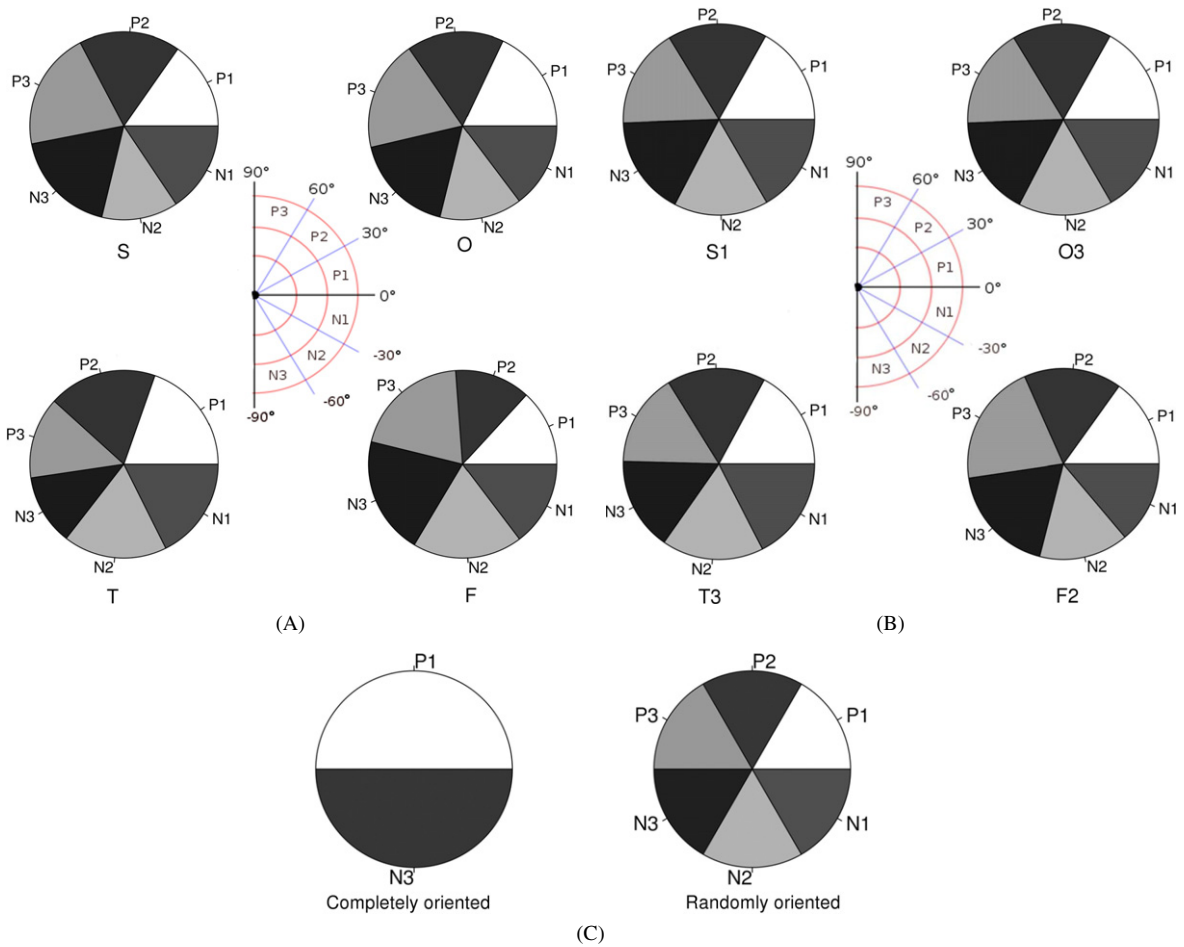 P2
P1
P3
N3
N2
N1
S
P2
P1
P3
N3
N2
N1
O
90°
60°
30°
0°
-30°
-60°
-90°
P3
P2
P1
N1
N2
N3
P2
P1
P3
N3
N2
N1
T
P2
P3
P1
N3
N2
N1
F
(A)
P2
P3
P1
N3
N2
N1
S1
P2
P3
P1
N3
N2
N1
O3
90°
60°
30°
0°
-30°
-60°
-90°
P3
P2
P1
N1
N2
N3
P2
P3
P1
N3
N2
N1
T3
P2
P3
P1
N3
N2
N1
F2
(B)
P1
N3
Completely oriented
P2
P3
P1
N3
N2
N1
Randomly oriented
(C)